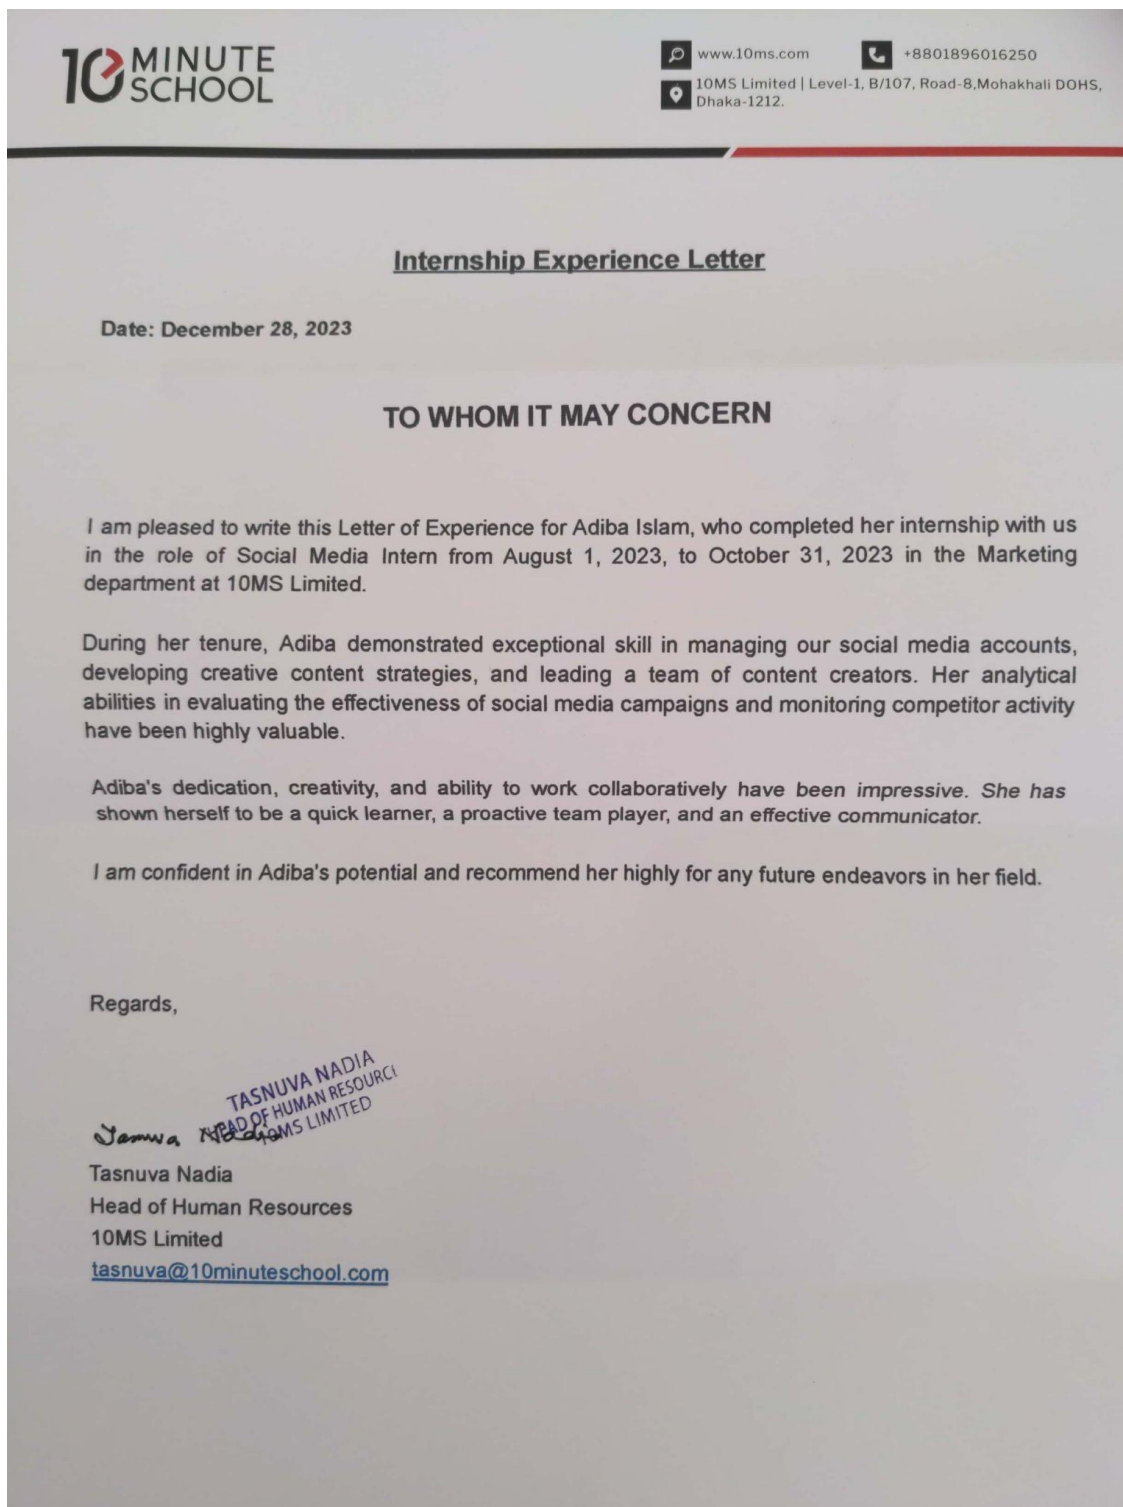 10 MINUTE
SCHOOL
www.10ms.com
+8801896016250
10MS Limited | Level-1, B/107, Road-8,Mohakhali DOHS,
Dhaka-1212.
Internship Experience Letter
Date: December 28, 2023
TO WHOM IT MAY CONCERN
I am pleased to write this Letter of Experience for Adiba Islam, who completed her internship with us
in the role of Social Media Intern from August 1, 2023, to October 31, 2023 in the Marketing
department at 10MS Limited.
During her tenure, Adiba demonstrated exceptional skill in managing our social media accounts,
developing creative content strategies, and leading a team of content creators. Her analytical
abilities in evaluating the effectiveness of social media campaigns and monitoring competitor activity
have been highly valuable.
Adiba's dedication, creativity, and ability to work collaboratively have been impressive. She has
shown herself to be a quick learner, a proactive team player, and an effective communicator.
I am confident in Adiba's potential and recommend her highly for any future endeavors in her field.
Regards,
TASNUVA NADIA
HEAD OF HUMAN RESOURCE
10MS LIMITED
Tasnuva Nadia
Head of Human Resources
10MS Limited
tasnuva@10minuteschool.com